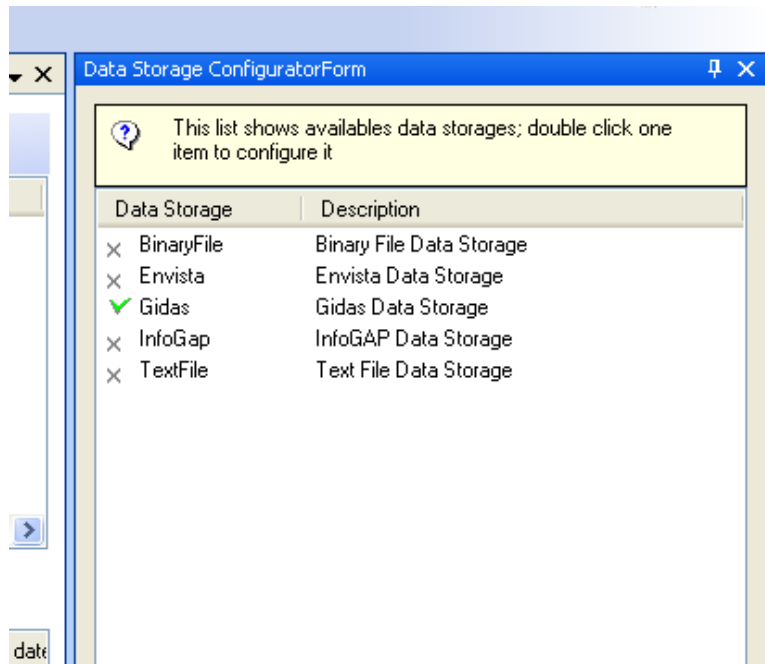 Data Storage ConfiguratorForm
This list shows availables data storages; double click one
item to configure it
Data Storage Description
BinaryFile Binary File Data Storage
Envista Envista Data Storage
Gidas Gidas Data Storage
InfoGap InfoGAP Data Storage
TextFile Text File Data Storage
date